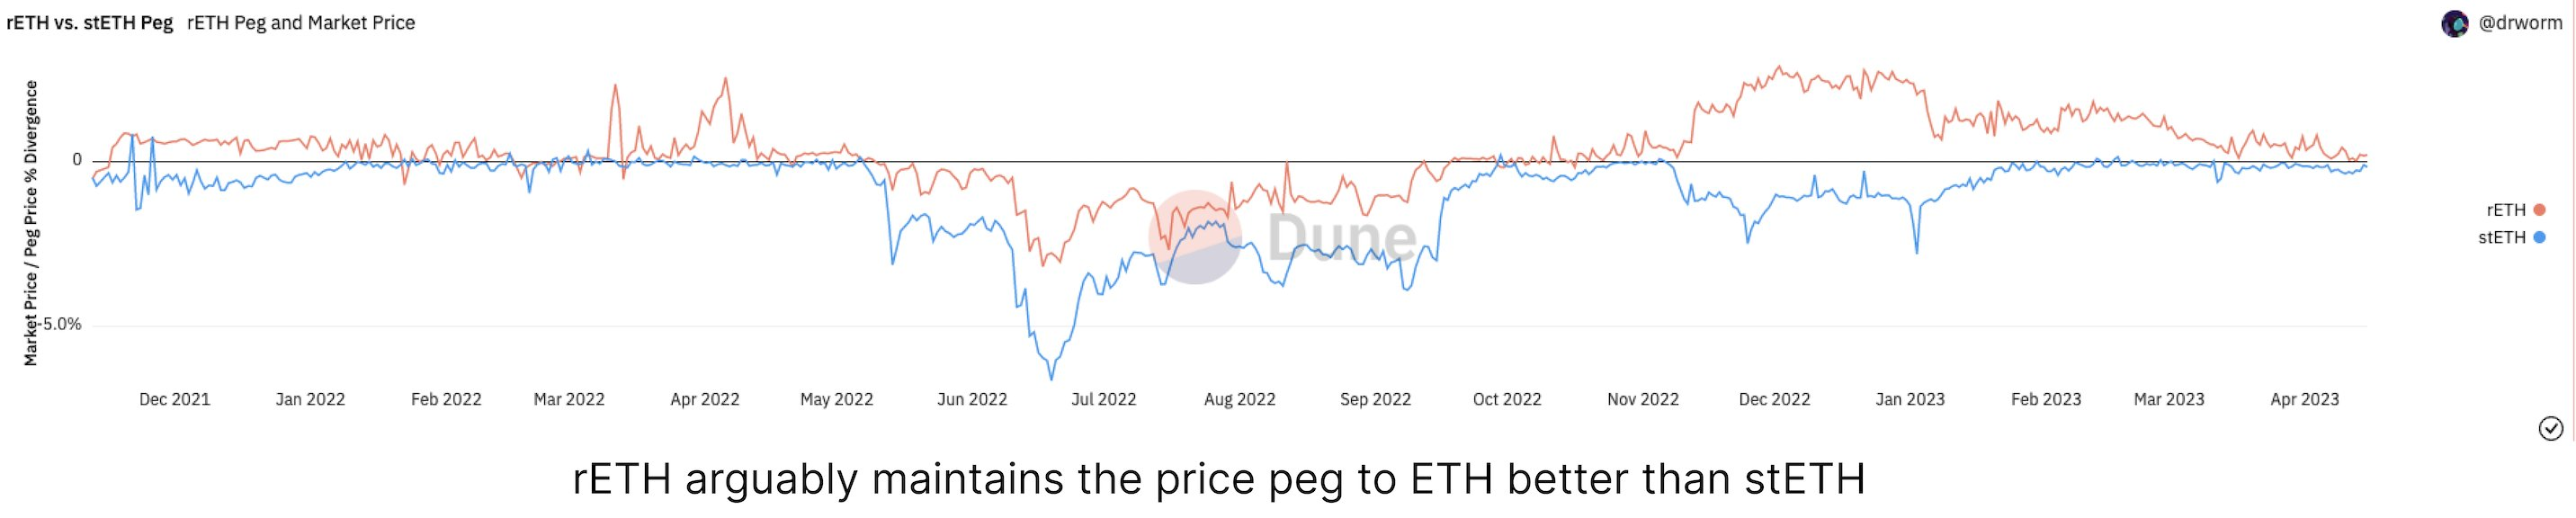 rETH vs. stETH Peg rETH Peg and Market Price
@drworm
Market Price / Peg Price % Divergence
0
-5.0%
Dune
rETH
stETH
Dec 2021 Jan 2022 Feb 2022 Mar 2022 Apr 2022 May 2022 Jun 2022 Jul 2022 Aug 2022 Sep 2022 Oct 2022 Nov 2022 Dec 2022 Jan 2023 Feb 2023 Mar 2023 Apr 2023
rETH arguably maintains the price peg to ETH better than stETH